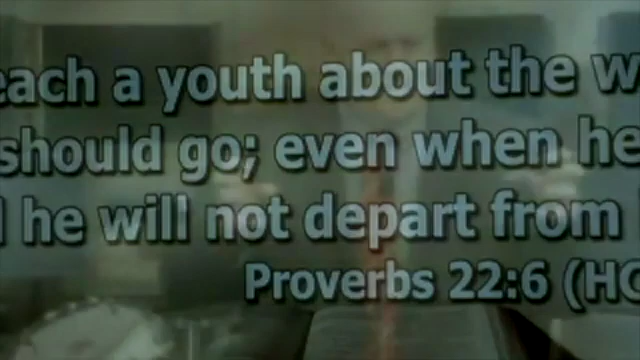 each a youth about the w
should go; even when he
he will not depart from
Proverbs 22:6 (HC